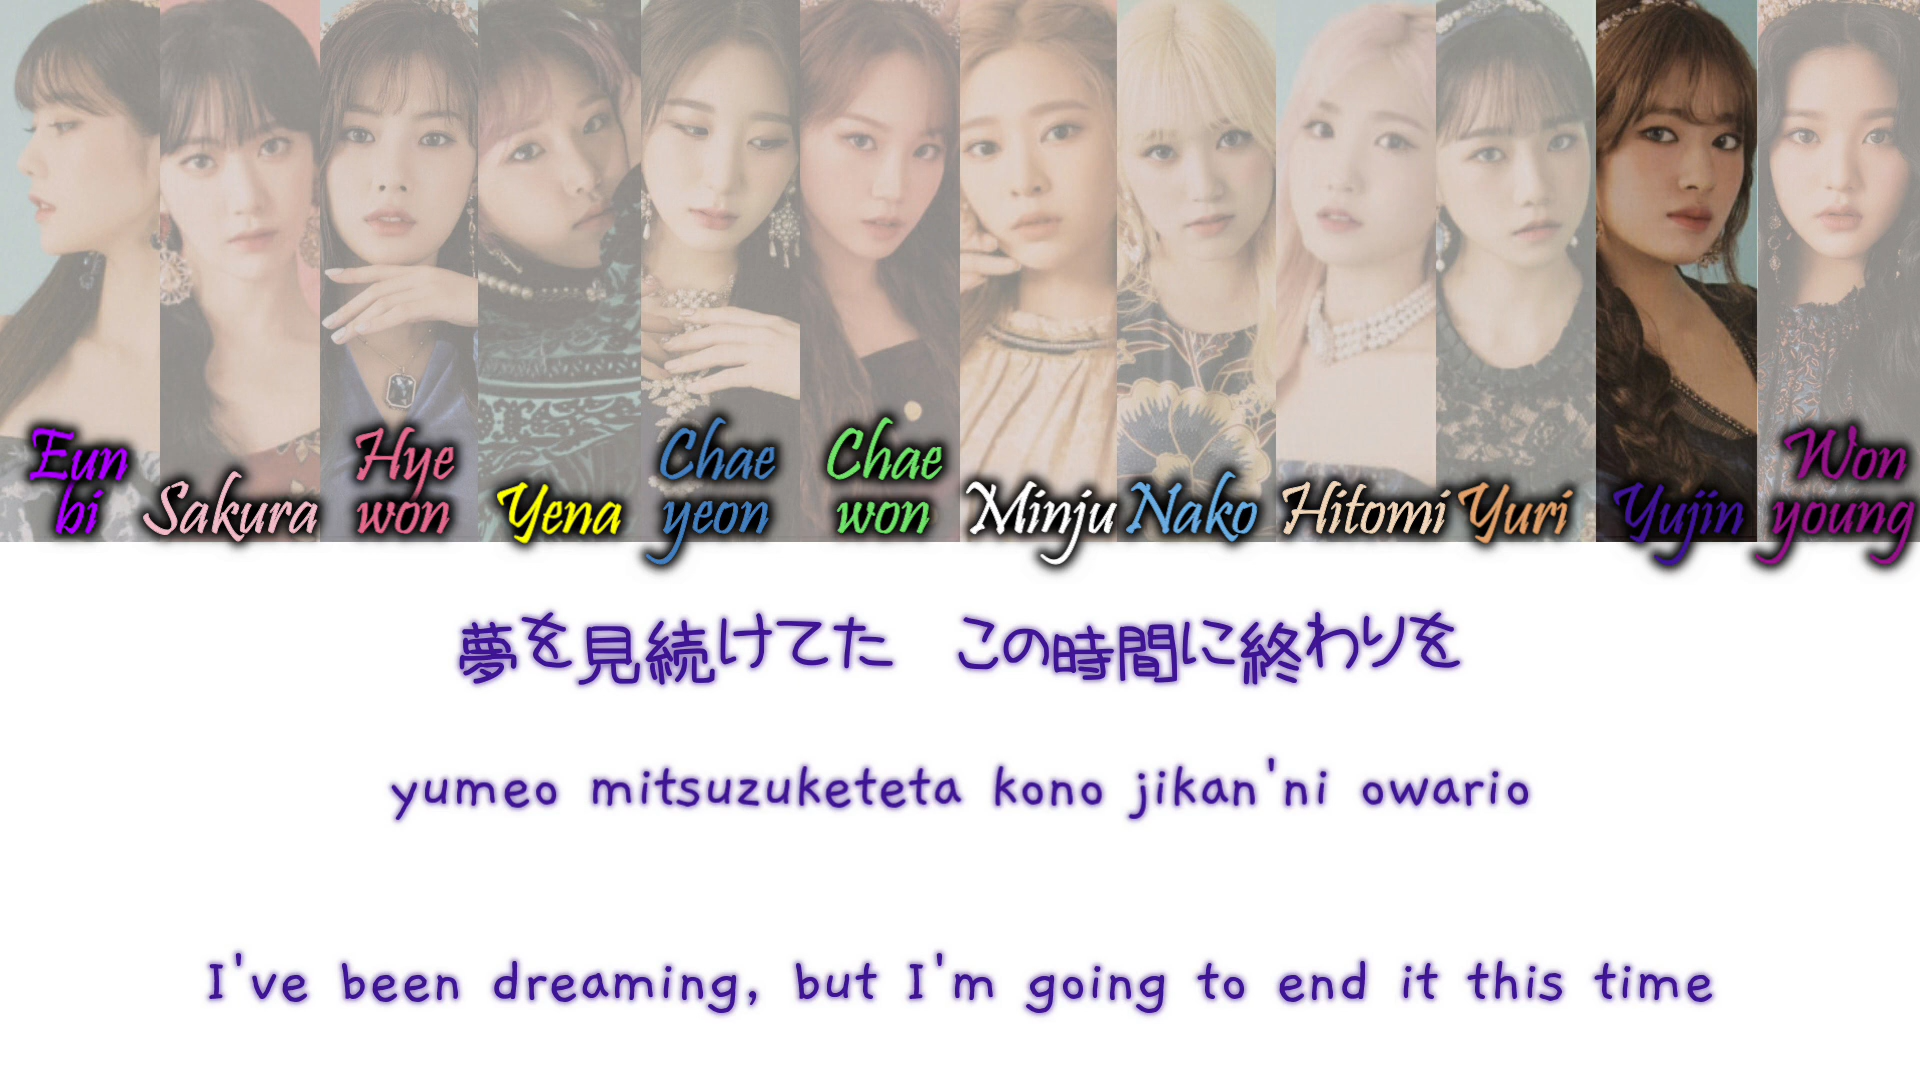 Eun
bi
Sakura
Hye
won
Yena
Chae
yeon
Chae
won
Minju
Nako
Hitomi
Yuri
Yujin
Won
young
夢を見続けてた　この時間に終わりを
yumeo mitsuzuketeta kono jikan'ni owario
I've been dreaming, but I'm going to end it this time